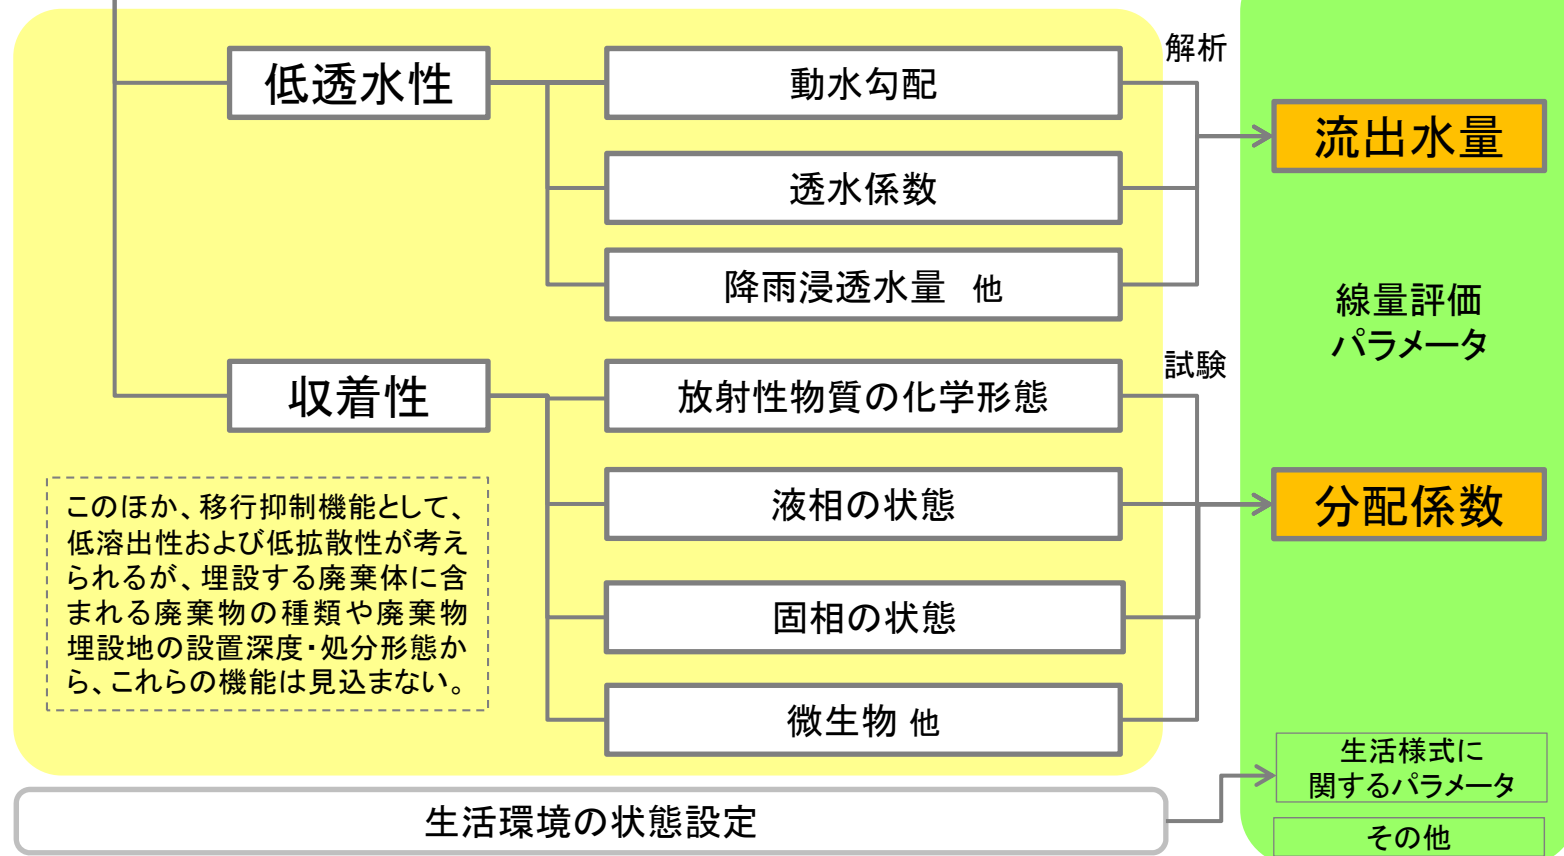 解析
低透水性
動水勾配
流出水量
透水係数
降雨浸透水量 他
線量評価
パラメータ
試験
収着性
放射性物質の化学形態
このほか、移行抑制機能として、
低溶出性および低拡散性が考え
られるが、埋設する廃棄体に含
まれる廃棄物の種類や廃棄物
埋設地の設置深度・処分形態か
ら、これらの機能は見込まない。
液相の状態
分配係数
固相の状態
微生物 他
生活様式に
関するパラメータ
生活環境の状態設定
その他